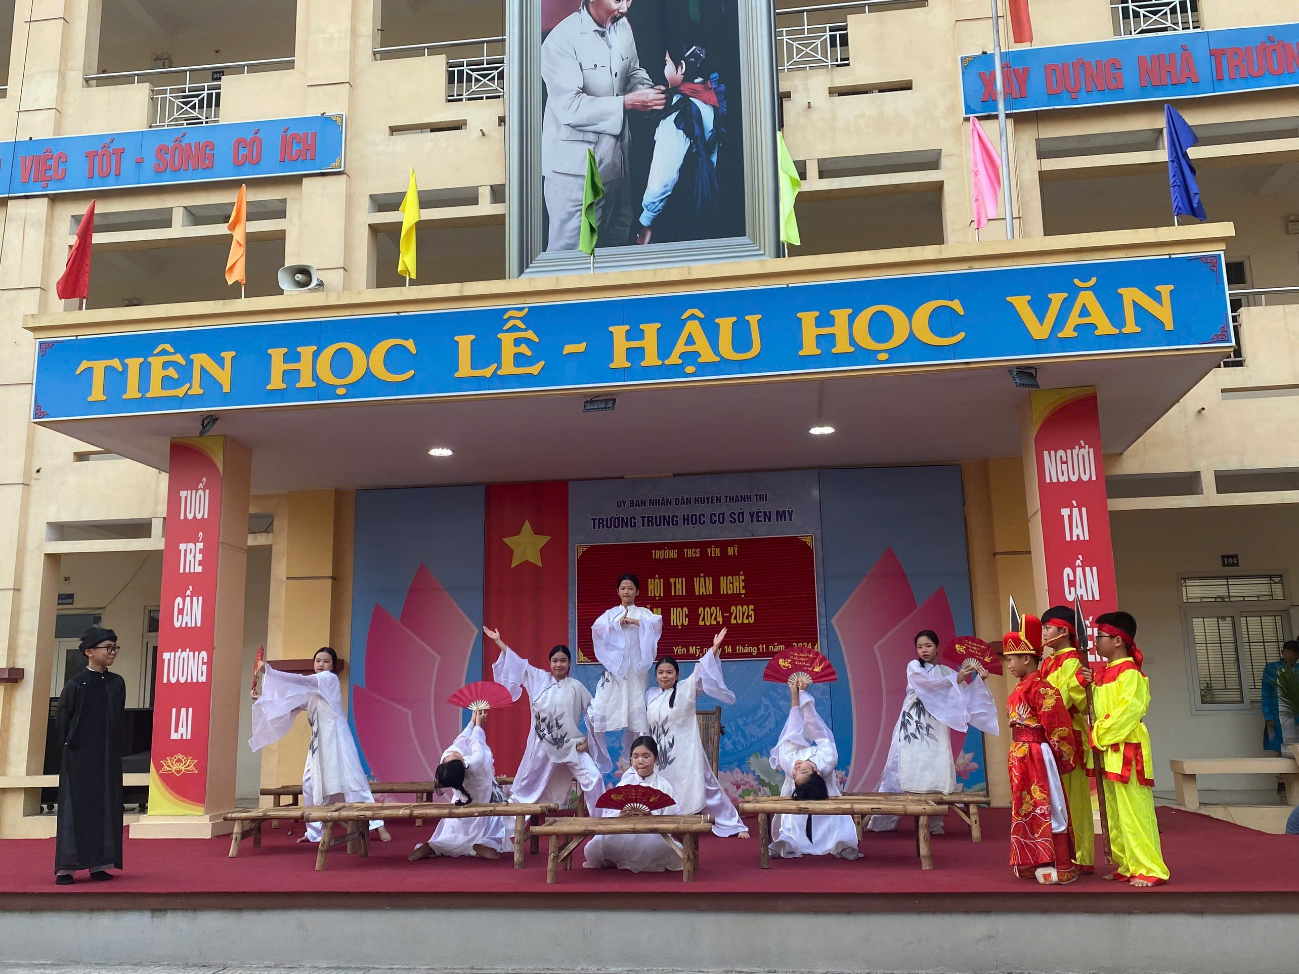 VIỆC TỐT - SỐNG CÓ ÍCH
XÂY DỰNG NHÀ TRƯỜNG
TIÊN HỌC LỄ - HẬU HỌC VĂN
TUỔI
TRẺ
CẦN
TƯƠNG
LAI
ỦY BAN NHÂN DÂN HUYỆN THANH TRÌ
TRƯỜNG TRUNG HỌC CƠ SỞ YÊN MỸ
TRƯỜNG THCS YÊN MỸ
HỘI THI VĂN NGHỆ
HỌC 2024-2025
Yên Mỹ, ngày 14 tháng 11 năm 2024
NGƯỜI
TÀI
CẦN
104